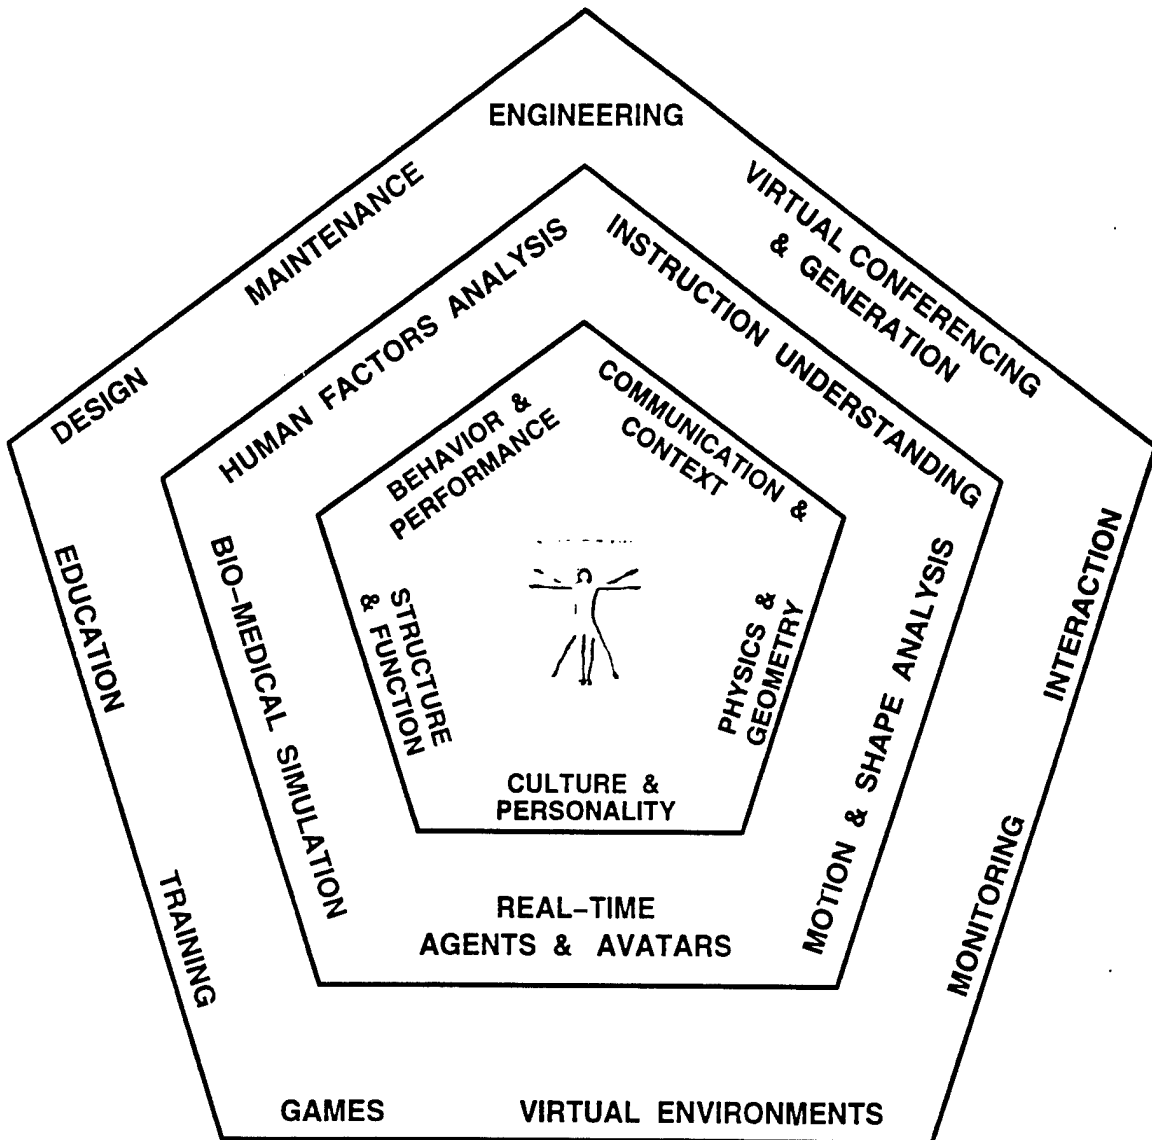 ENGINEERING
MAINTENANCE
DESIGN
VIRTUAL CONFERENCING
& GENERATION
HUMAN FACTORS ANALYSIS
INSTRUCTION UNDERSTANDING
BEHAVIOR &
PERFORMANCE
COMMUNICATION &
CONTEXT
EDUCATION
BIO–MEDICAL SIMULATION
STRUCTURE
& FUNCTION
PHYSICS &
GEOMETRY
MOTION & SHAPE ANALYSIS
INTERACTION
CULTURE &
PERSONALITY
TRAINING
REAL–TIME
AGENTS & AVATARS
MONITORING
GAMES
VIRTUAL ENVIRONMENTS